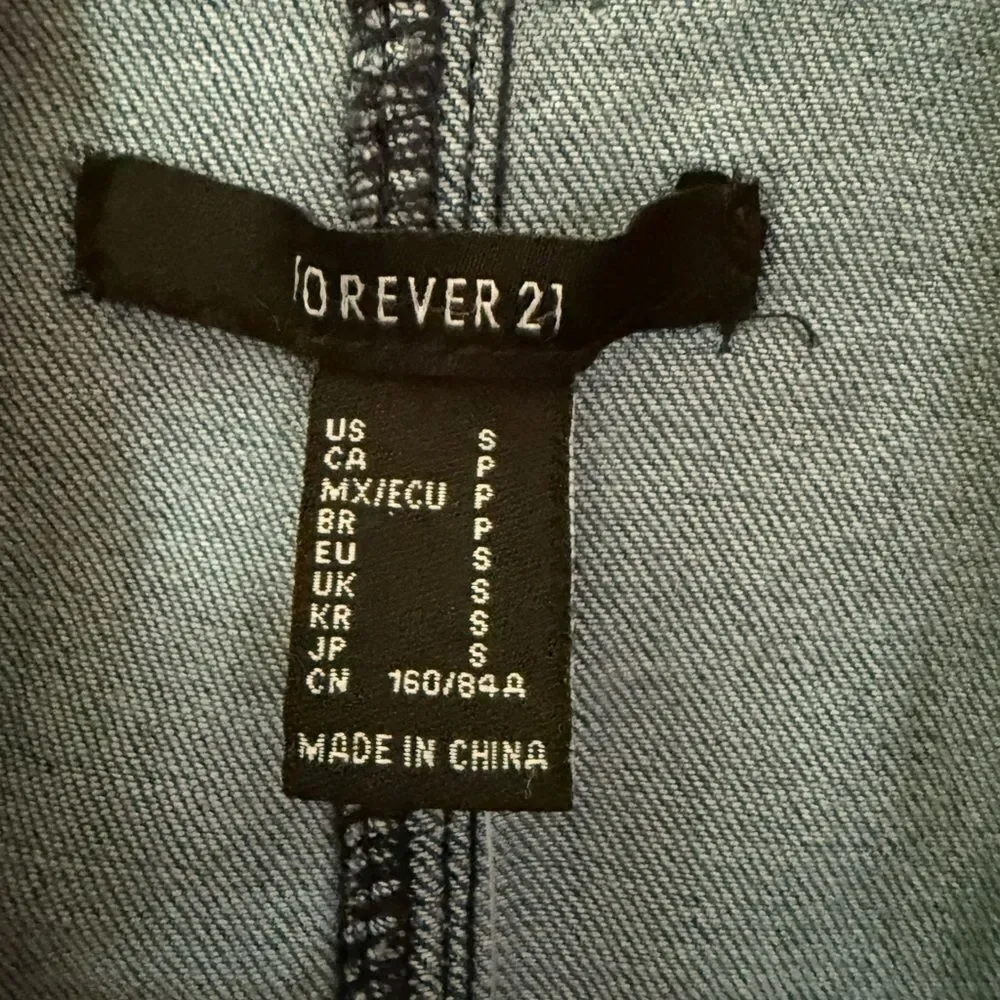 FOREVER 21
US S
CA P
MX/ECU P
BR P
EU S
UK S
KR S
JP S
CN 160/84A
MADE IN CHINA